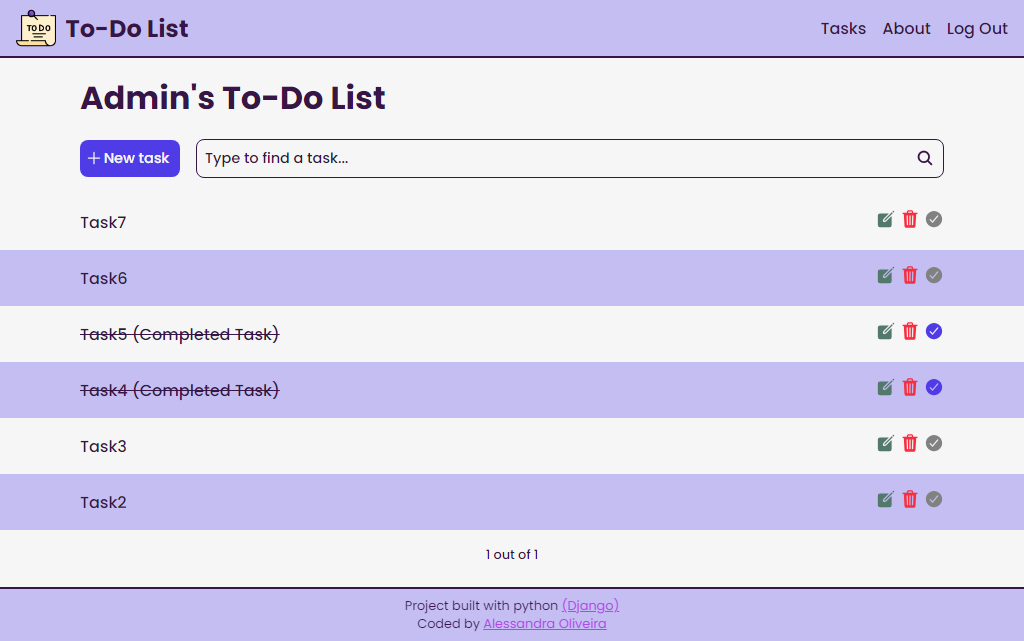 TO DO
To-Do List
Tasks About Log Out
Admin's To-Do List
New task
Type to find a task...
Task7
Task6
Task5 (Completed Task)
Task4 (Completed Task)
Task3
Task2
1 out of 1
Project built with python (Django)
Coded by Alessandra Oliveira